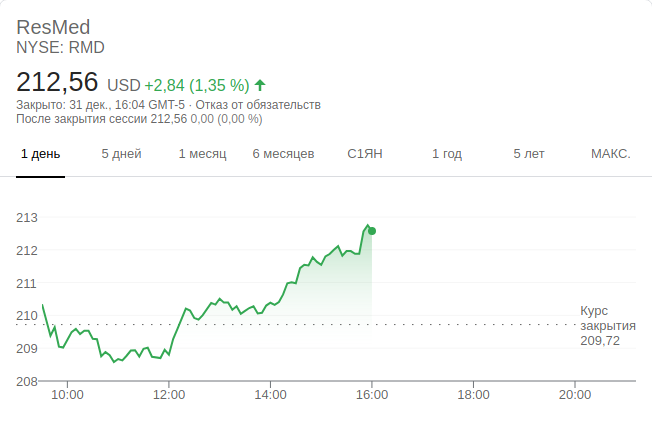 ResMed
NYSE: RMD
212,56 USD +2,84 (1,35 %)
Закрыто: 31 дек., 16:04 GMT-5 · Отказ от обязательств
После закрытия сессии 212,56 0,00 (0,00 %)
1 день 5 дней 1 месяц 6 месяцев С1ЯН 1 год 5 лет МАКС.
213
212
211
210
209
208
Курс
закрытия
209,72
10:00 12:00 14:00 16:00 18:00 20:00